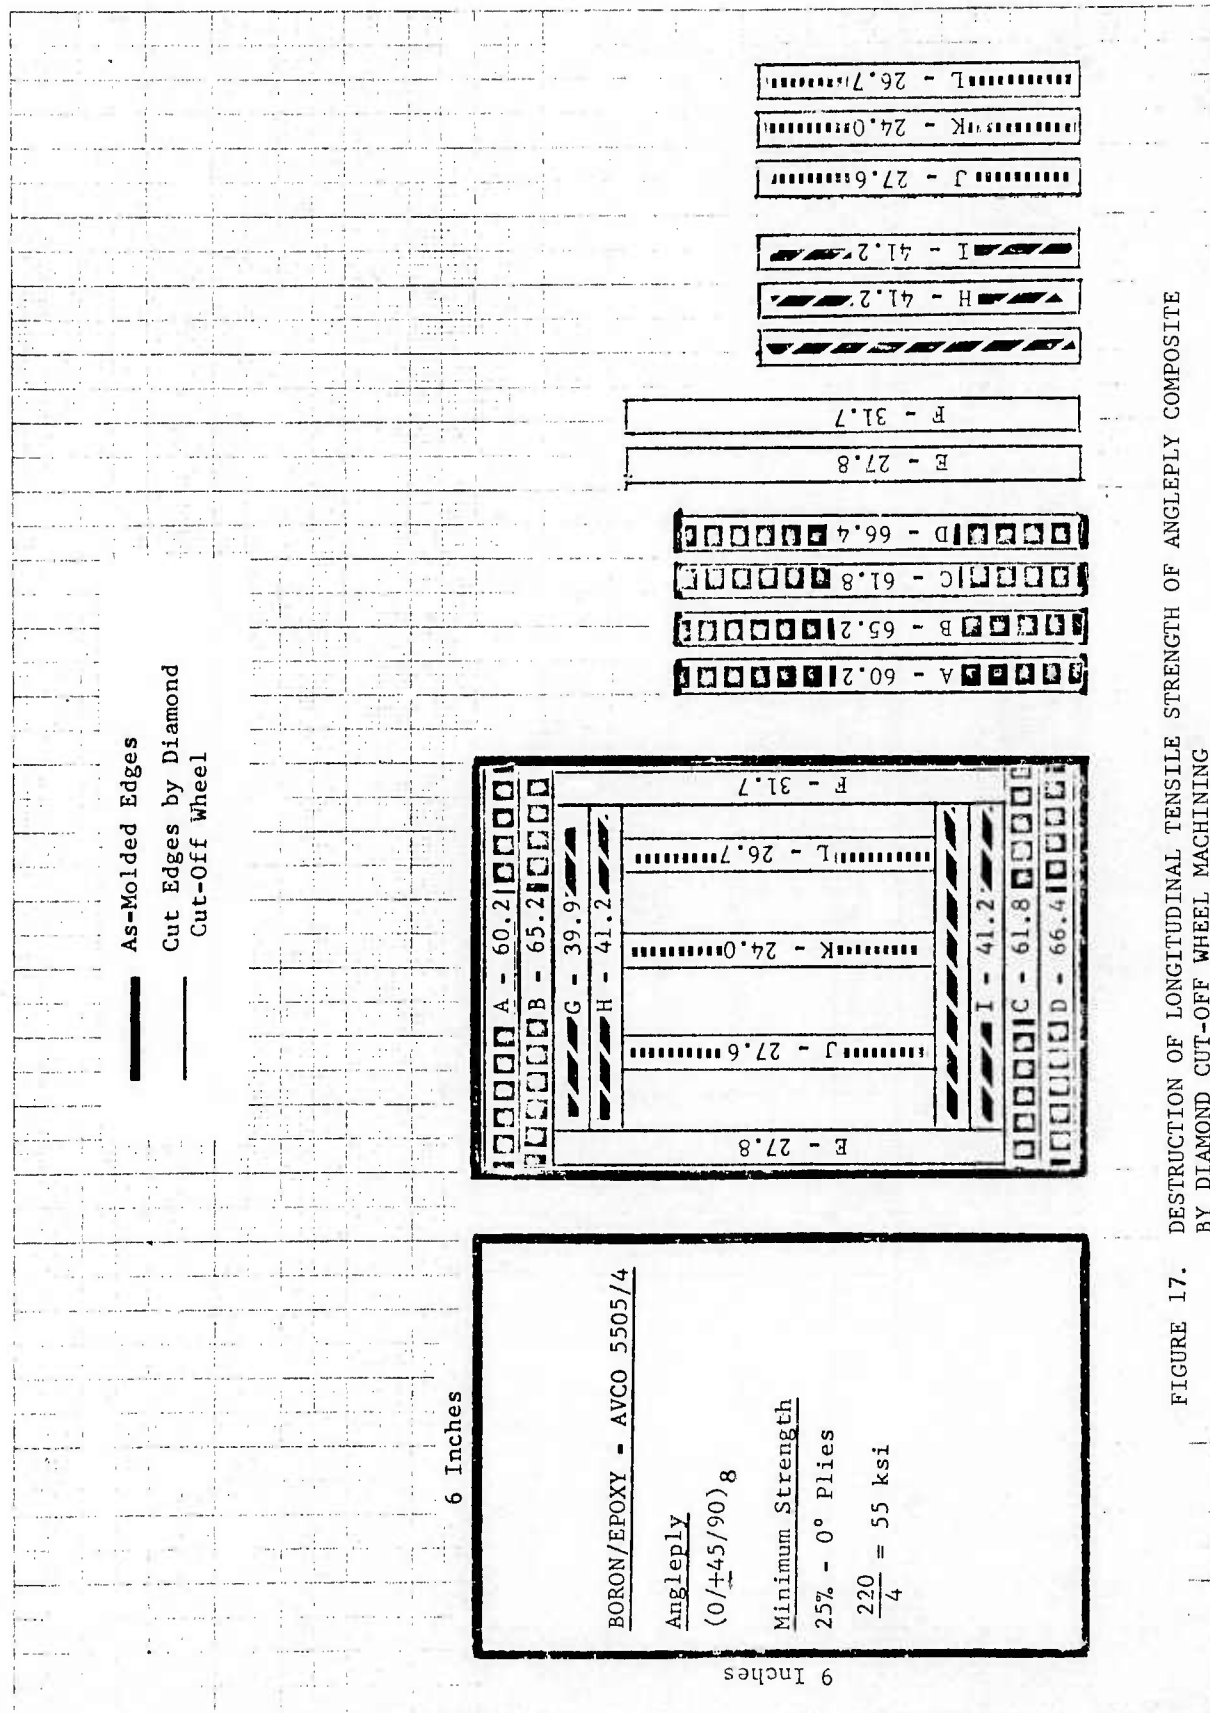 As-Molded Edges
Cut Edges by Diamond
Cut-Off Wheel
6 Inches
9 Inches
BORON/EPOXY - AVCO 5505/4
Angleply
(0/±45/90)8
Minimum Strength
25% - 0° Plies
220
4
= 55 ksi
A - 60.2
B - 65.2
G - 39.9
H - 41.2
E - 27.8
J - 27.6
K - 24.0
L - 26.7
F - 31.7
I - 41.2
C - 61.8
D - 66.4
A - 60.2
B - 65.2
C - 61.8
D - 66.4
E - 27.8
F - 31.7
H - 41.2
I - 41.2
J - 27.6
K - 24.0
L - 26.7
FIGURE 17. DESTRUCTION OF LONGITUDINAL TENSILE STRENGTH OF ANGLEPLY COMPOSITE
BY DIAMOND CUT-OFF WHEEL MACHINING